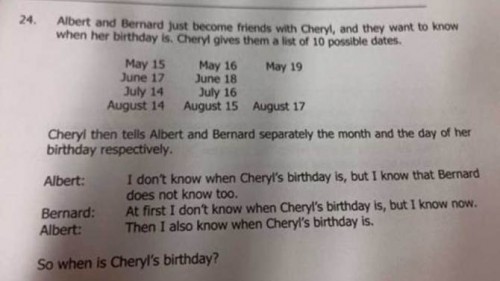 24. Albert and Bernard just become friends with Cheryl, and they want to know
when her birthday is. Cheryl gives them a list of 10 possible dates.
May 15 May 16 May 19
June 17 June 18
July 14 July 16
August 14 August 15 August 17
Cheryl then tells Albert and Bernard separately the month and the day of her
birthday respectively.
Albert: I don't know when Cheryl's birthday is, but I know that Bernard
does not know too.
Bernard: At first I don't know when Cheryl's birthday is, but I know now.
Albert: Then I also know when Cheryl's birthday is.
So when is Cheryl's birthday?